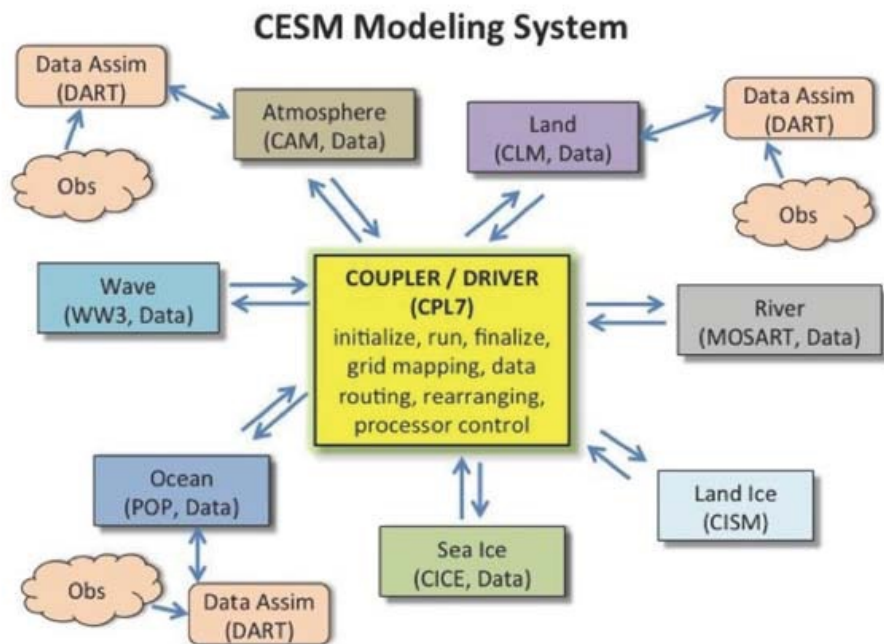 CESM Modeling System
Data Assim
(DART)
Obs
Atmosphere
(CAM, Data)
Land
(CLM, Data)
Data Assim
(DART)
Obs
Wave
(WW3, Data)
COUPLER / DRIVER
(CPL7)
initialize, run, finalize,
grid mapping, data
routing, rearranging,
processor control
River
(MOSART, Data)
Ocean
(POP, Data)
Land Ice
(CISM)
Sea Ice
(CICE, Data)
Obs
Data Assim
(DART)